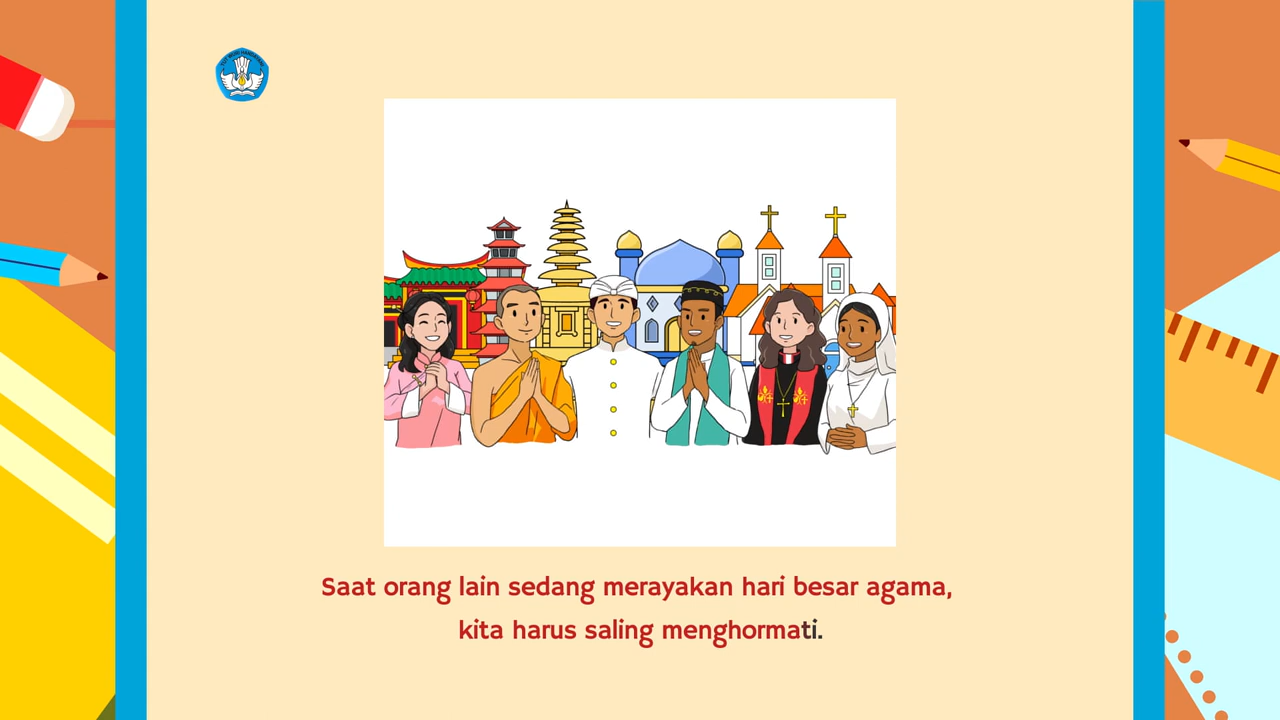 Saat orang lain sedang merayakan hari besar agama,
kita harus saling menghormati.